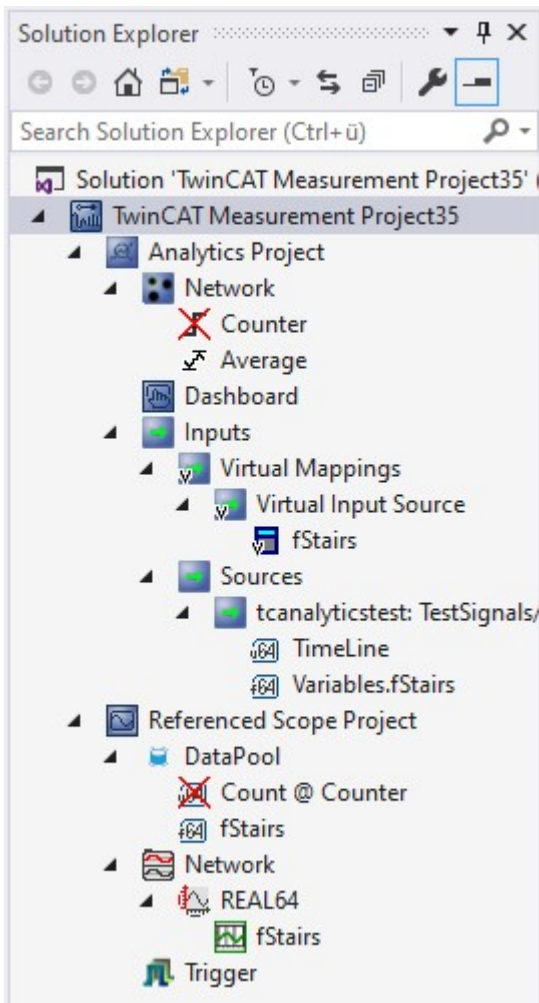 Solution Explorer
Search Solution Explorer (Ctrl+ü)
Solution 'TwinCAT Measurement Project35' (
TwinCAT Measurement Project35
Analytics Project
Network
Counter
Average
Dashboard
Inputs
Virtual Mappings
Virtual Input Source
fStairs
Sources
tcanalyticstest: TestSignals/
TimeLine
Variables.fStairs
Referenced Scope Project
DataPool
Count @ Counter
fStairs
Network
REAL64
fStairs
Trigger